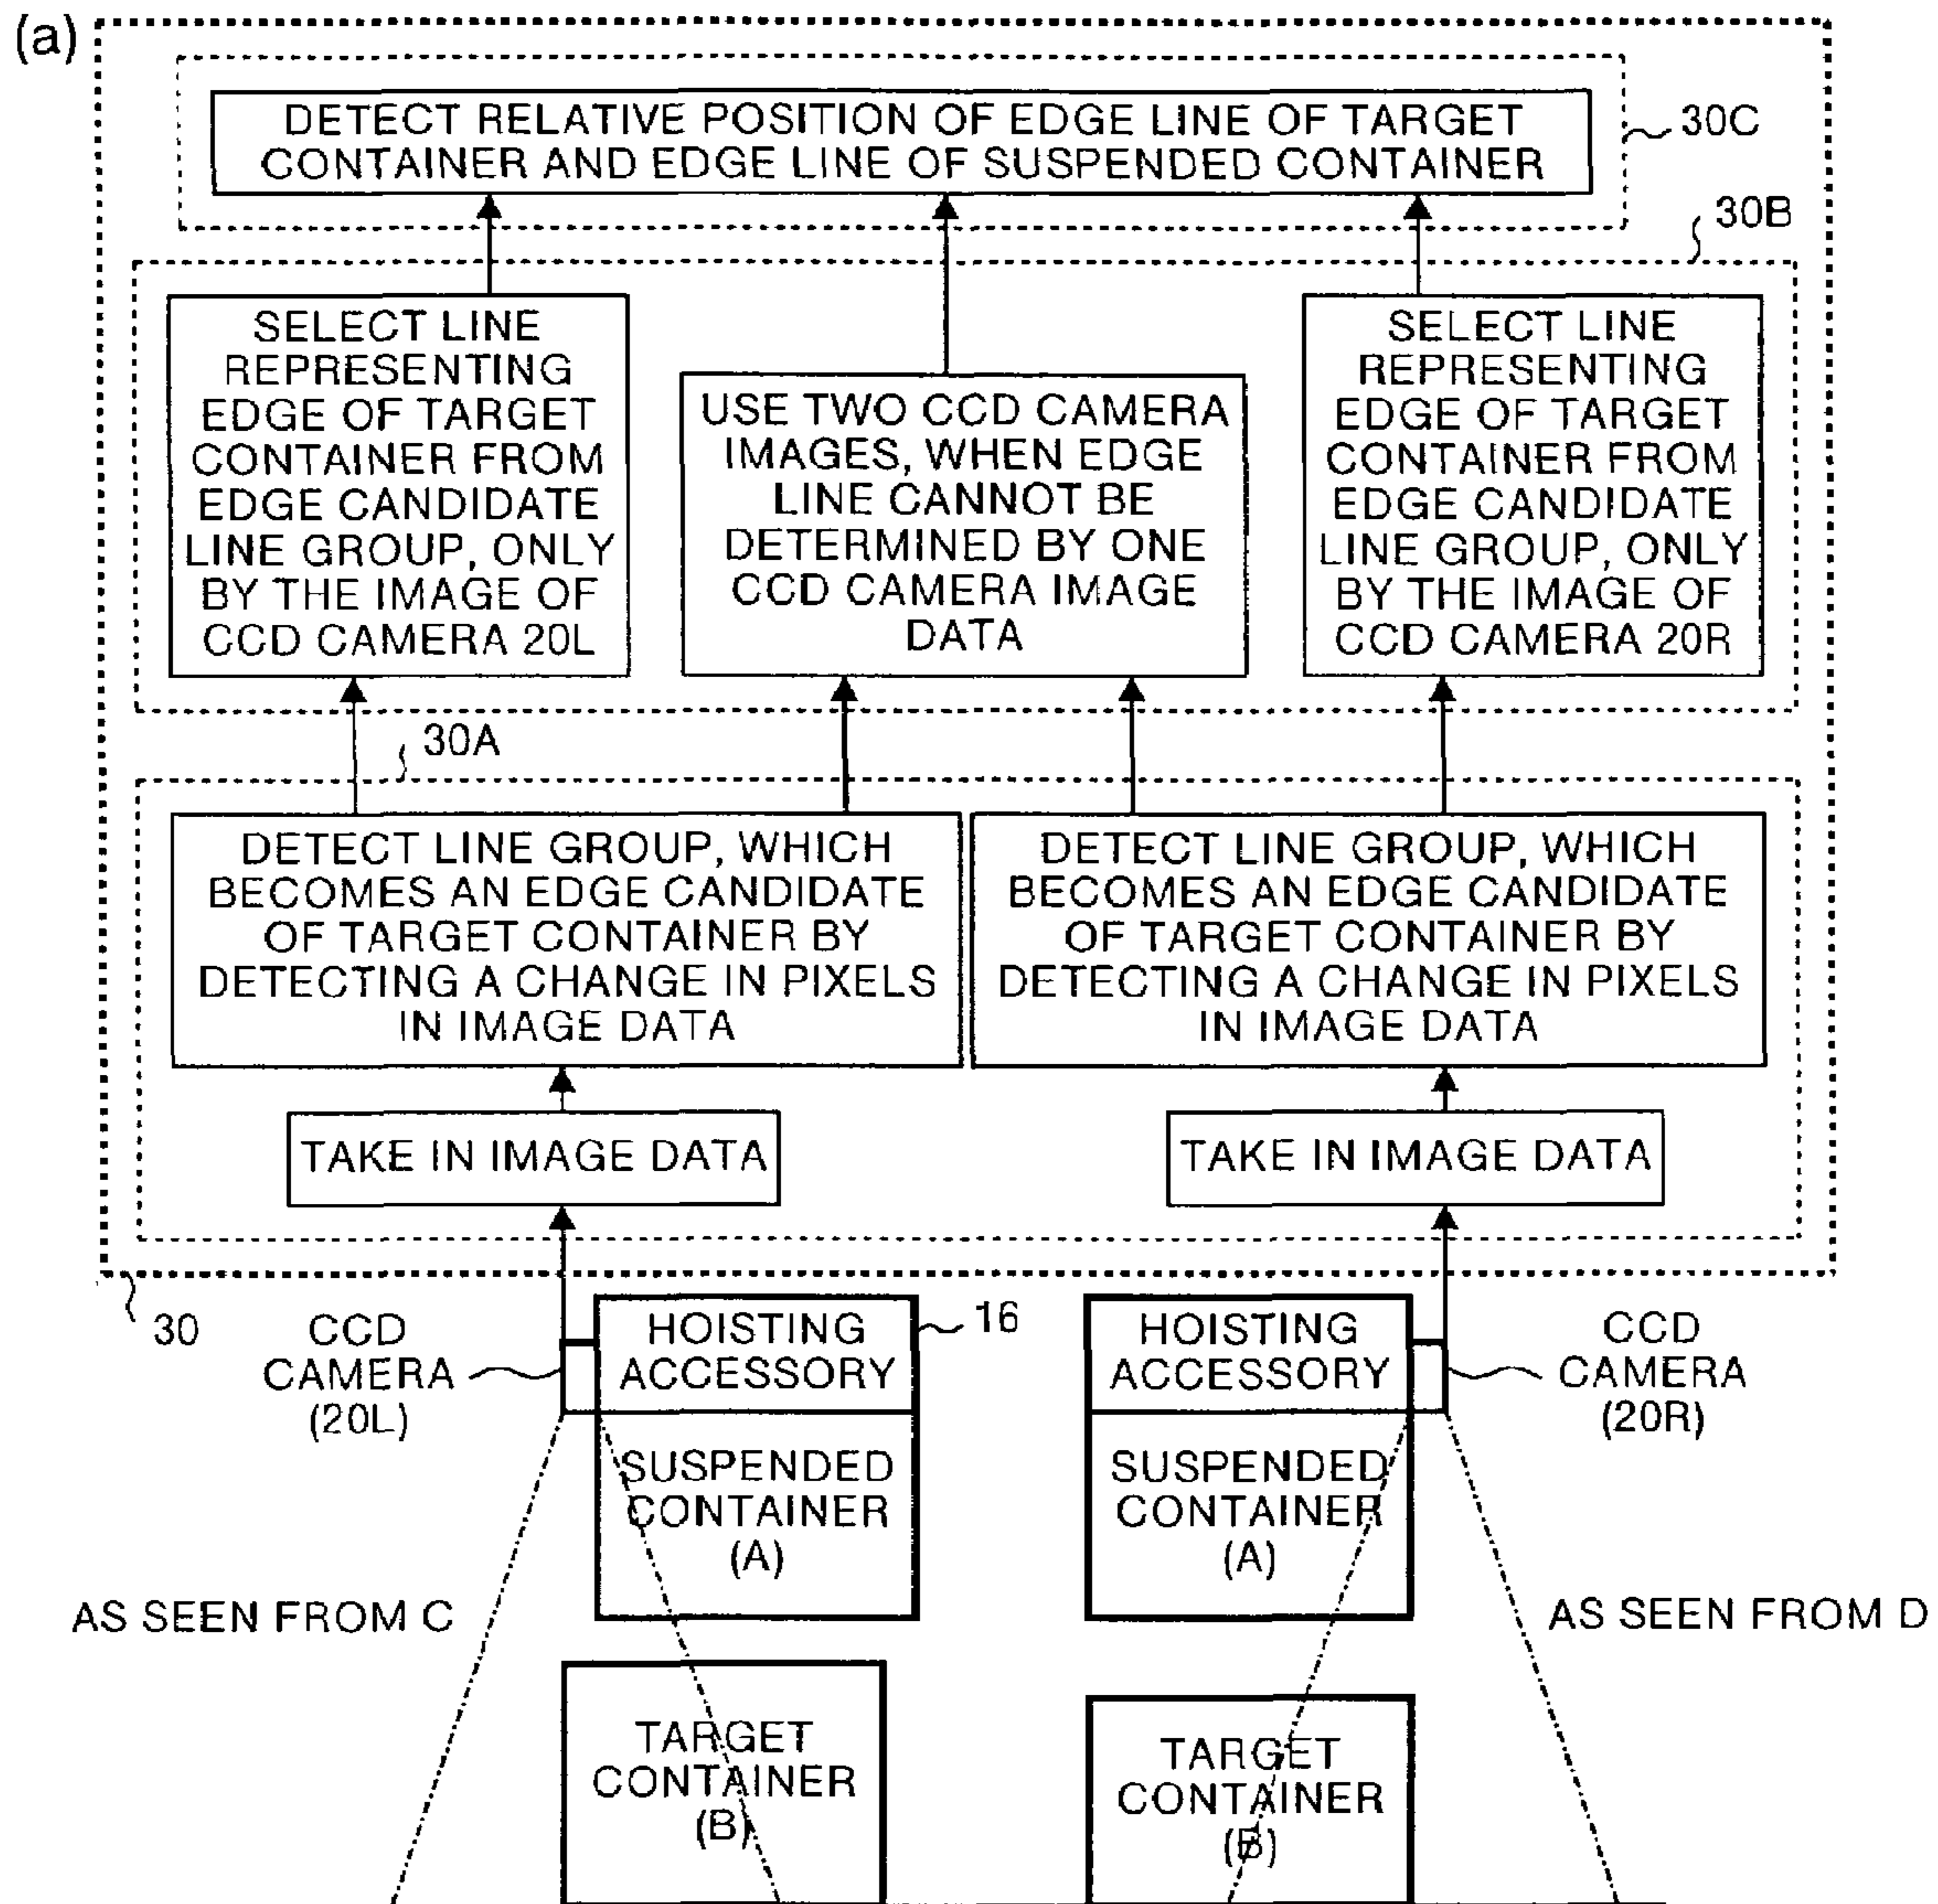 (a)
DETECT RELATIVE POSITION OF EDGE LINE OF TARGET
CONTAINER AND EDGE LINE OF SUSPENDED CONTAINER
30C
30B
SELECT LINE
REPRESENTING
EDGE OF TARGET
CONTAINER FROM
EDGE CANDIDATE
LINE GROUP, ONLY
BY THE IMAGE OF
CCD CAMERA 20L
USE TWO CCD CAMERA
IMAGES, WHEN EDGE
LINE CANNOT BE
DETERMINED BY ONE
CCD CAMERA IMAGE
DATA
SELECT LINE
REPRESENTING
EDGE OF TARGET
CONTAINER FROM
EDGE CANDIDATE
LINE GROUP, ONLY
BY THE IMAGE OF
CCD CAMERA 20R
30A
DETECT LINE GROUP, WHICH
BECOMES AN EDGE CANDIDATE
OF TARGET CONTAINER BY
DETECTING A CHANGE IN PIXELS
IN IMAGE DATA
DETECT LINE GROUP, WHICH
BECOMES AN EDGE CANDIDATE
OF TARGET CONTAINER BY
DETECTING A CHANGE IN PIXELS
IN IMAGE DATA
TAKE IN IMAGE DATA
TAKE IN IMAGE DATA
30
CCD
CAMERA
(20L)
HOISTING
ACCESSORY
16
HOISTING
ACCESSORY
CCD
CAMERA
(20R)
SUSPENDED
CONTAINER
(A)
SUSPENDED
CONTAINER
(A)
AS SEEN FROM C
AS SEEN FROM D
TARGET
CONTAINER
(B)
TARGET
CONTAINER
(B)